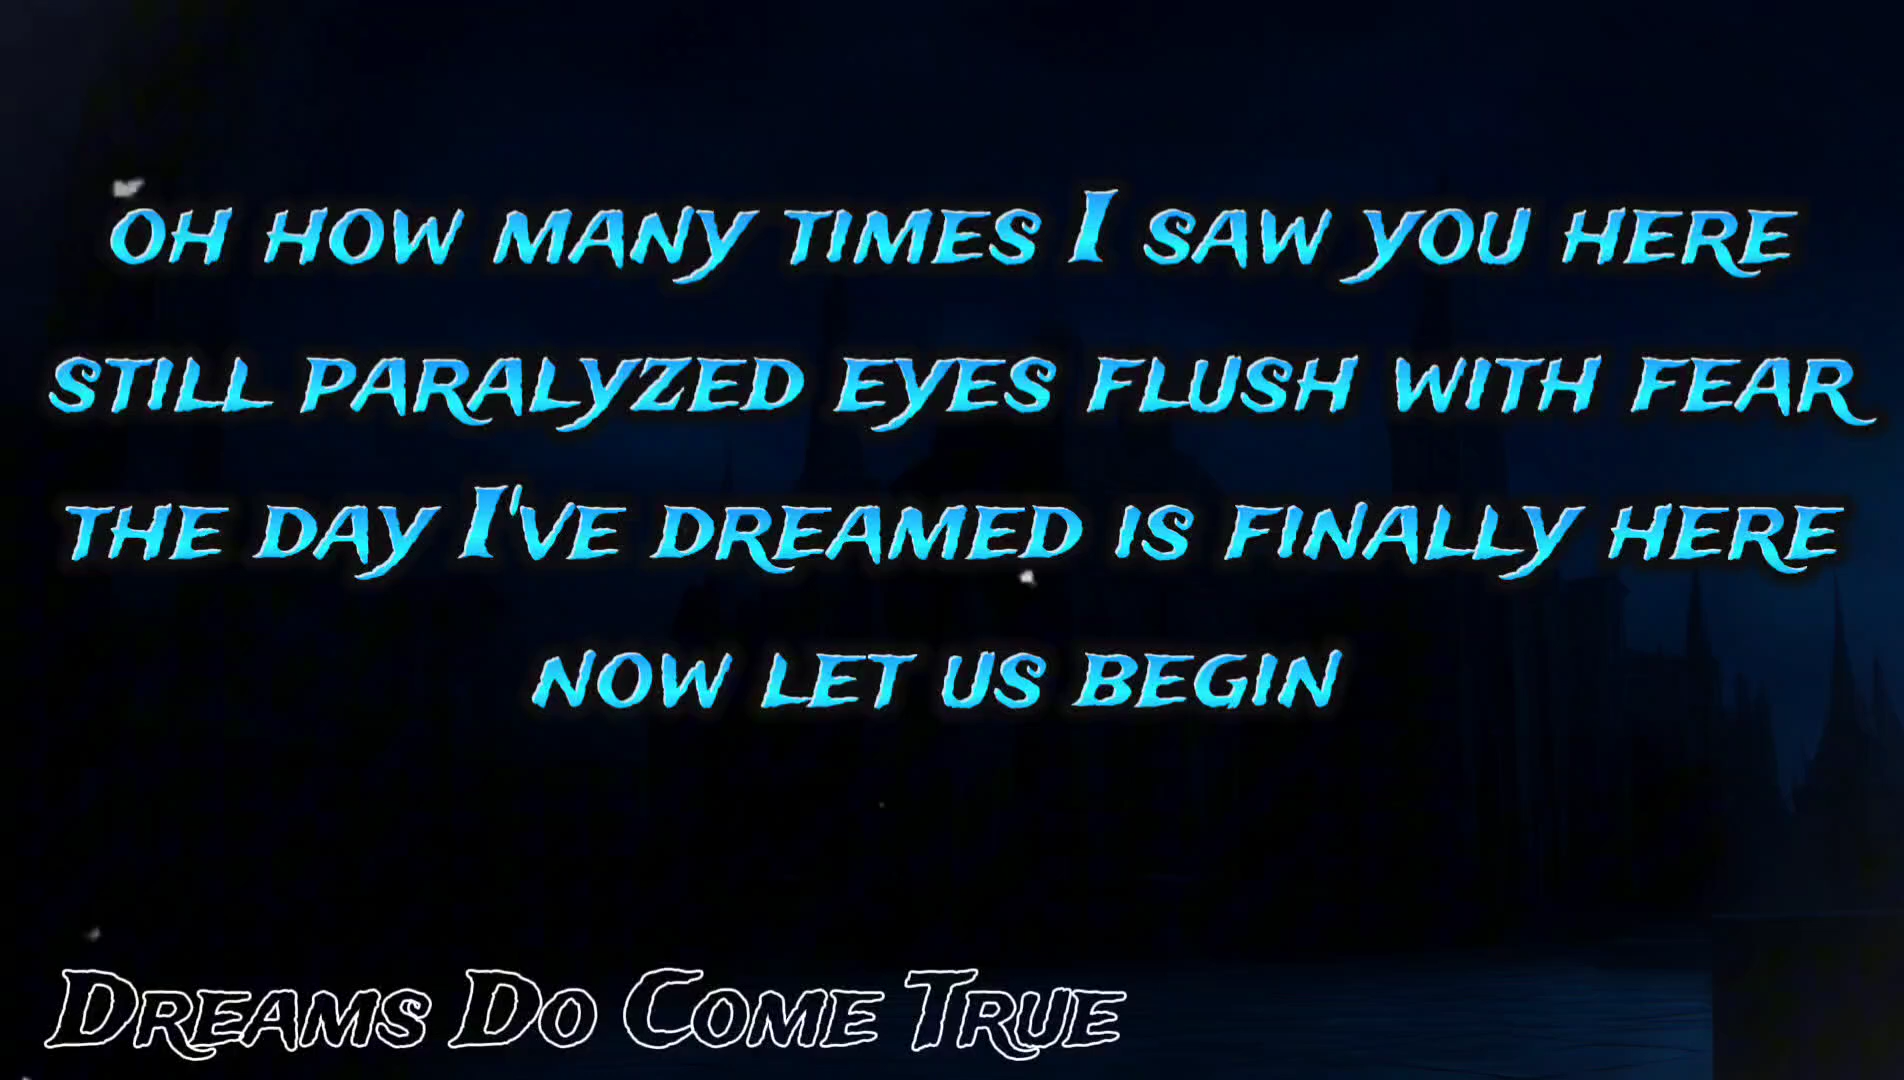 oh how many times I saw you here
still paralyzed eyes flush with fear
the day I've dreamed is finally here
now let us begin
Dreams Do Come True